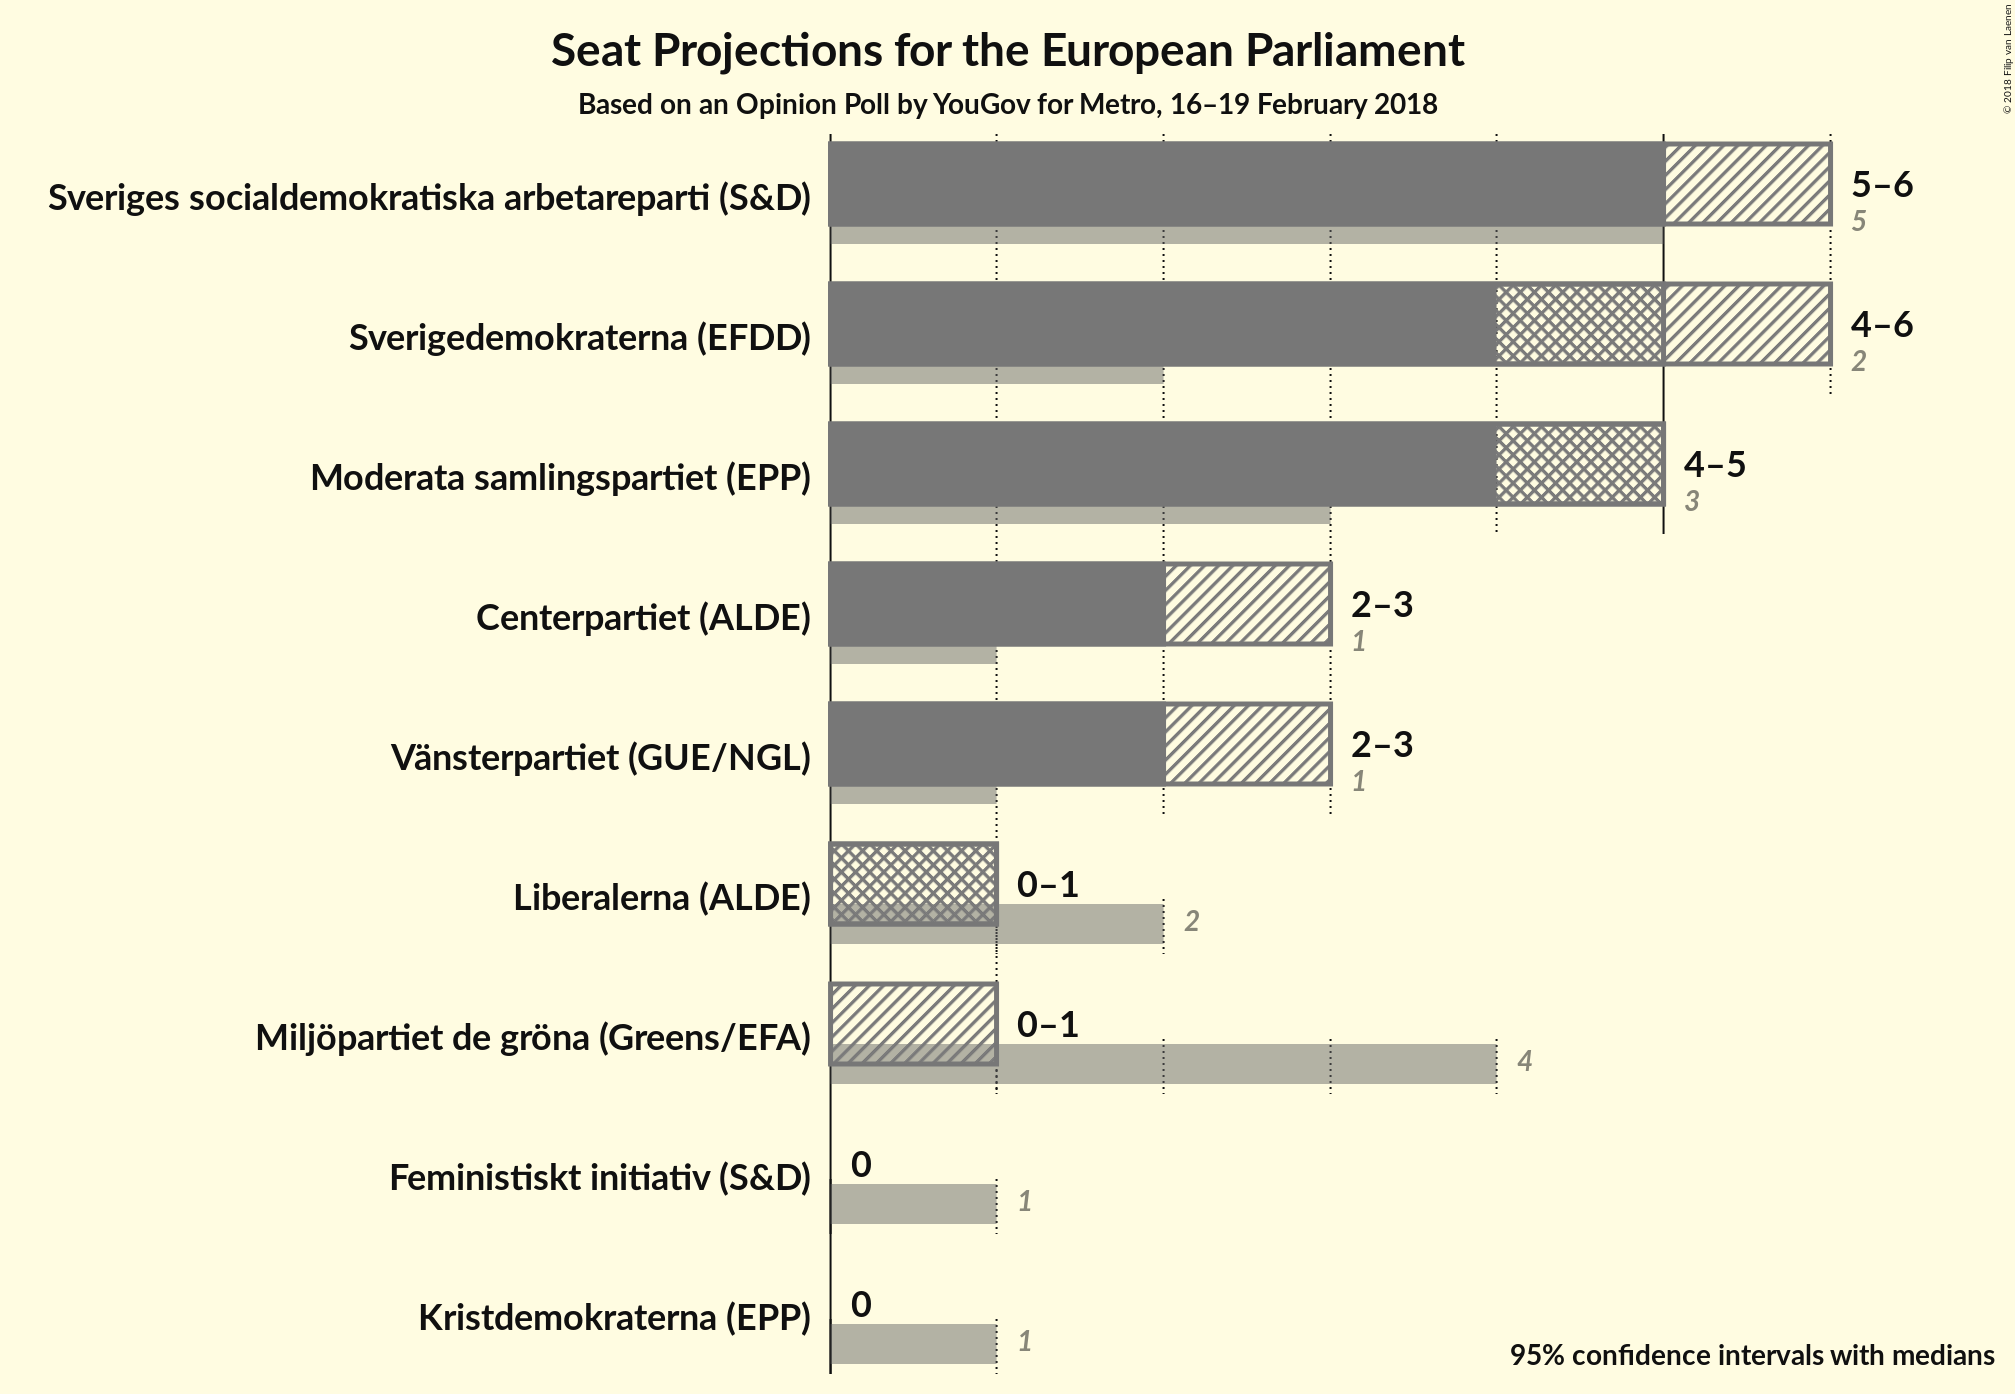 Seat Projections for the European Parliament
Based on an Opinion Poll by YouGov for Metro, 16–19 February 2018
© 2018 Filip van Laenen
Sveriges socialdemokratiska arbetareparti (S&D)
5–6
5
Sverigedemokraterna (EFDD)
4–6
2
Moderata samlingspartiet (EPP)
4–5
3
Centerpartiet (ALDE)
2–3
1
Vänsterpartiet (GUE/NGL)
2–3
1
Liberalerna (ALDE)
0–1
2
Miljöpartiet de gröna (Greens/EFA)
0–1
4
Feministiskt initiativ (S&D)
0
1
Kristdemokraterna (EPP)
0
1
95% confidence intervals with medians